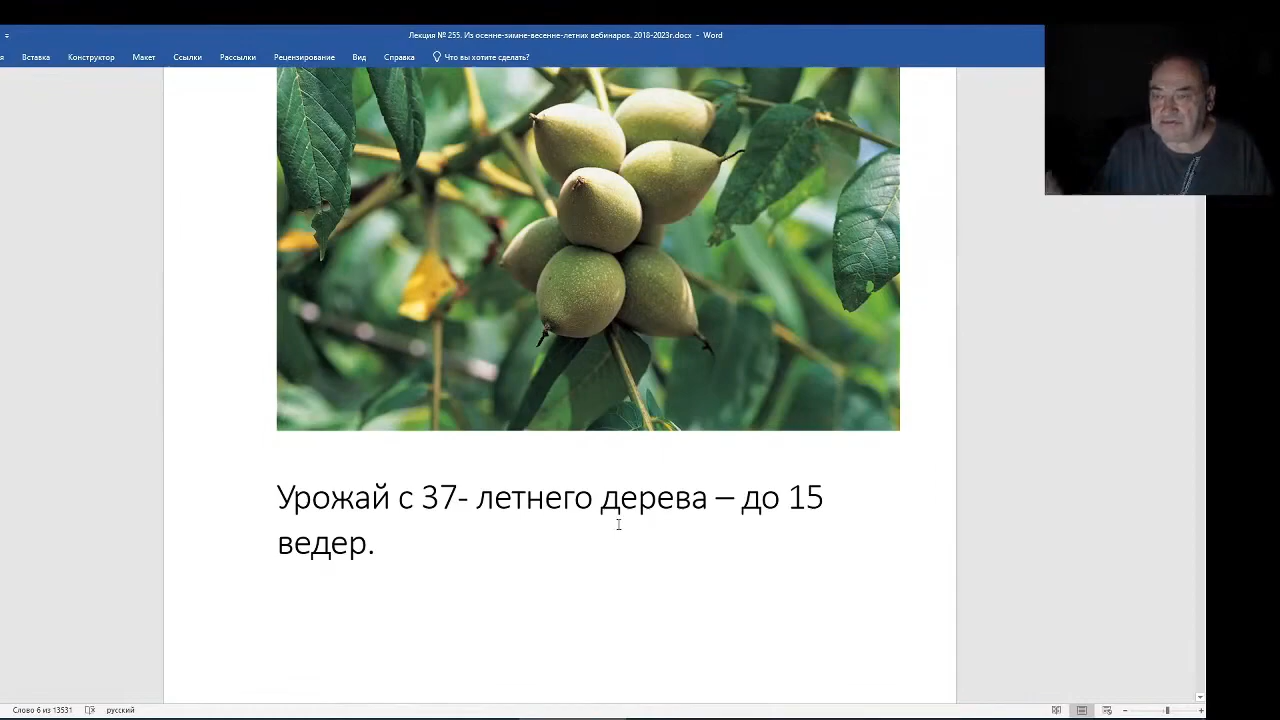 Лекция № 255. Из осенне-зимне-весенне-летних вебинаров. 2018-2023г.docx - Word
я Вставка Конструктор Макет Ссылки Рассылки Рецензирование Вид Справка Что вы хотите сделать?
Урожай с 37- летнего дерева – до 15
ведер.
Слово 6 из 13531 русский